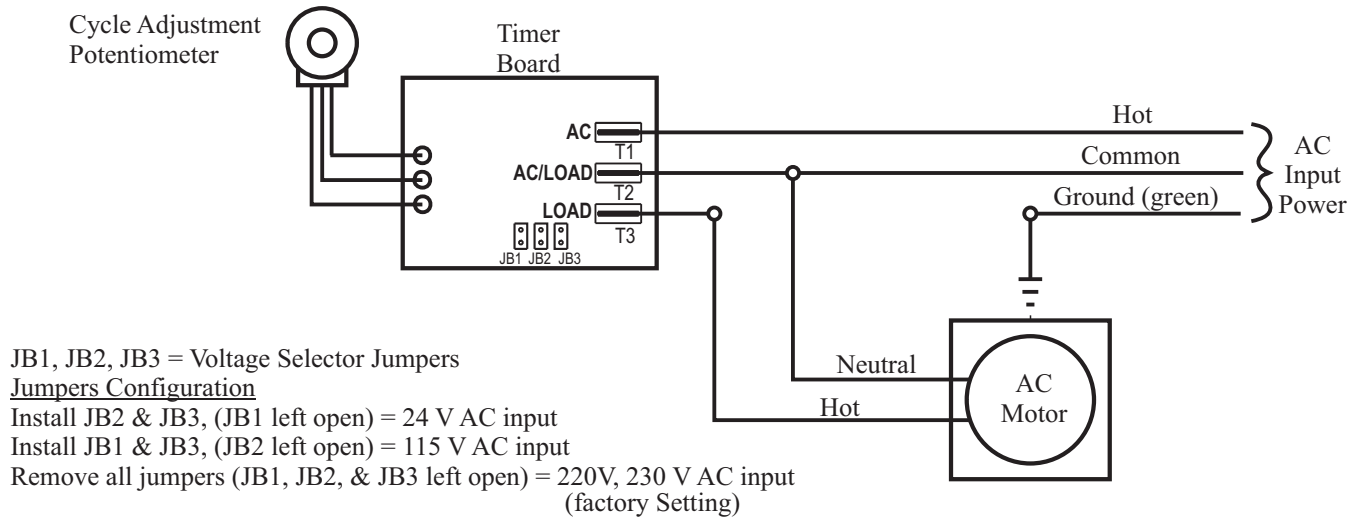 Cycle Adjustment
Potentiometer
Timer
Board
AC
T1
AC/LOAD
T2
LOAD
T3
JB1 JB2 JB3
Hot
Common
Ground (green)
AC
Input
Power
Neutral
Hot
AC
Motor
JB1, JB2, JB3 = Voltage Selector Jumpers
Jumpers Configuration
Install JB2 & JB3, (JB1 left open) = 24 V AC input
Install JB1 & JB3, (JB2 left open) = 115 V AC input
Remove all jumpers (JB1, JB2, & JB3 left open) = 220V, 230 V AC input
(factory Setting)